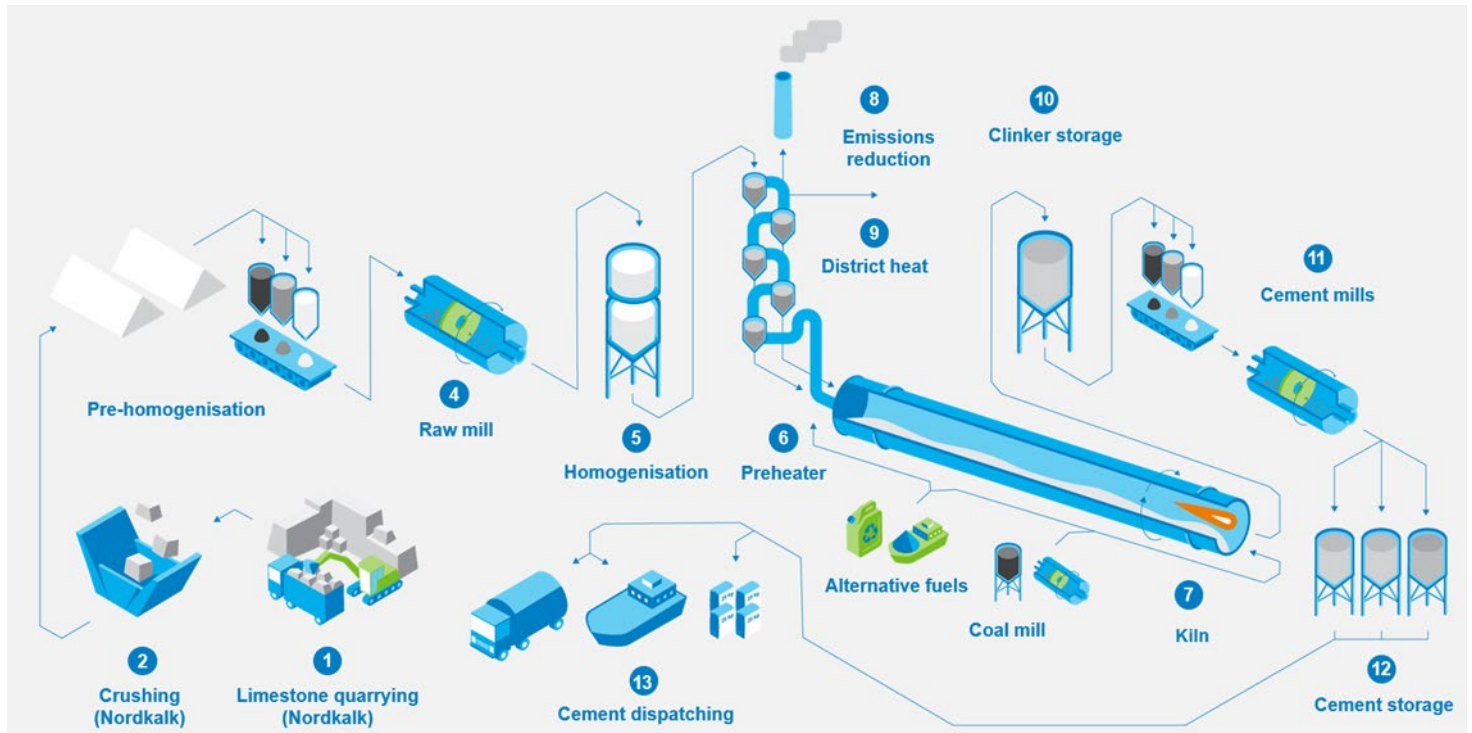 8
Emissions
reduction
10
Clinker storage
9
District heat
11
Cement mills
Pre-homogenisation
4
Raw mill
5
Homogenisation
6
Preheater
Alternative fuels
Coal mill
7
Kiln
2
Crushing
(Nordkalk)
1
Limestone quarrying
(Nordkalk)
13
Cement dispatching
12
Cement storage